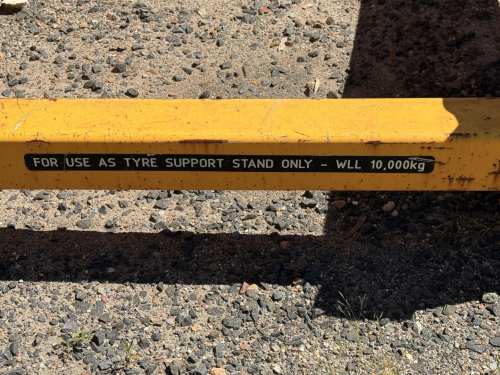 FOR USE AS TYRE SUPPORT STAND ONLY - WLL 10,000kg